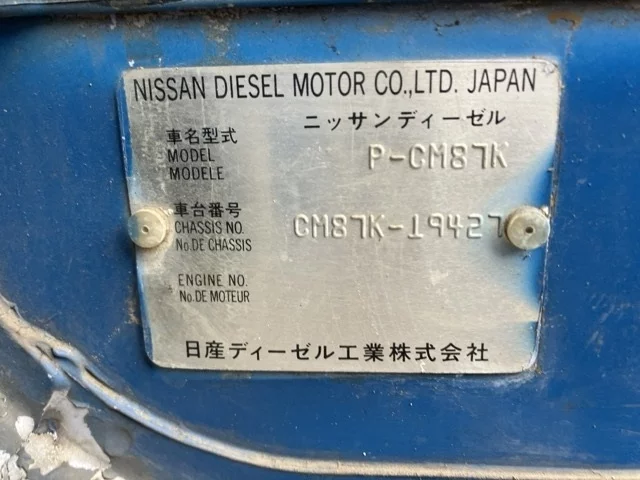 NISSAN DIESEL MOTOR CO.,LTD. JAPAN
ニッサンディーゼル
車名型式
MODEL P-CM87K
MODELE
車台番号
CHASSIS NO. CM87K-19427
No.DE CHASSIS
ENGINE NO.
No.DE MOTEUR
日産ディーゼル工業株式会社